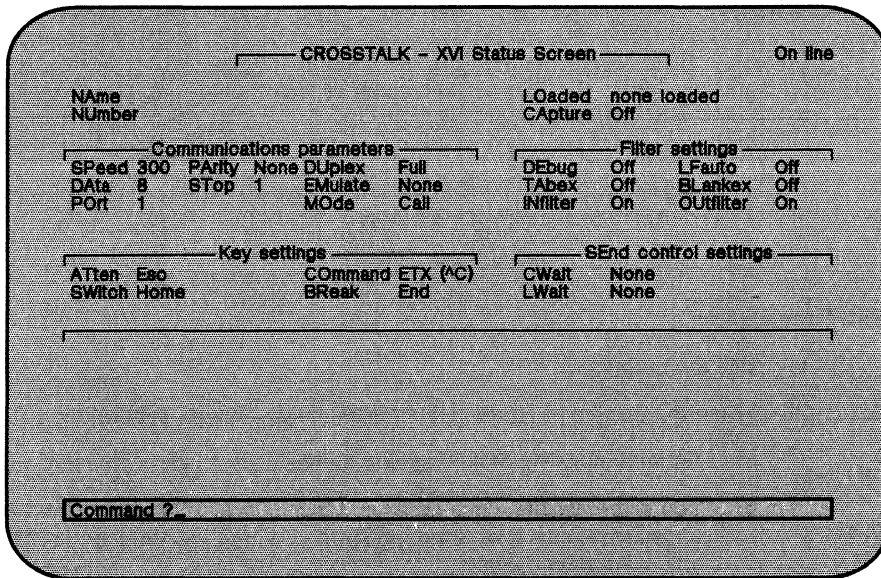 CROSSTALK - XVI Status Screen On line
NAme LOaded none loaded
NUmber CApture Off
Communications parameters Filter settings
SPeed 300 PArity None DUplex Full DEbug Off LFauto Off
DAta 8 STop 1 EMulate None TAbex Off BLankex Off
POrt 1 MOde Call INfilter On OUtfilter On
Key settings SEnd control settings
ATten Esc COmmand ETX (^C) CWait None
SWitch Home BReak End LWait None
Command ?_